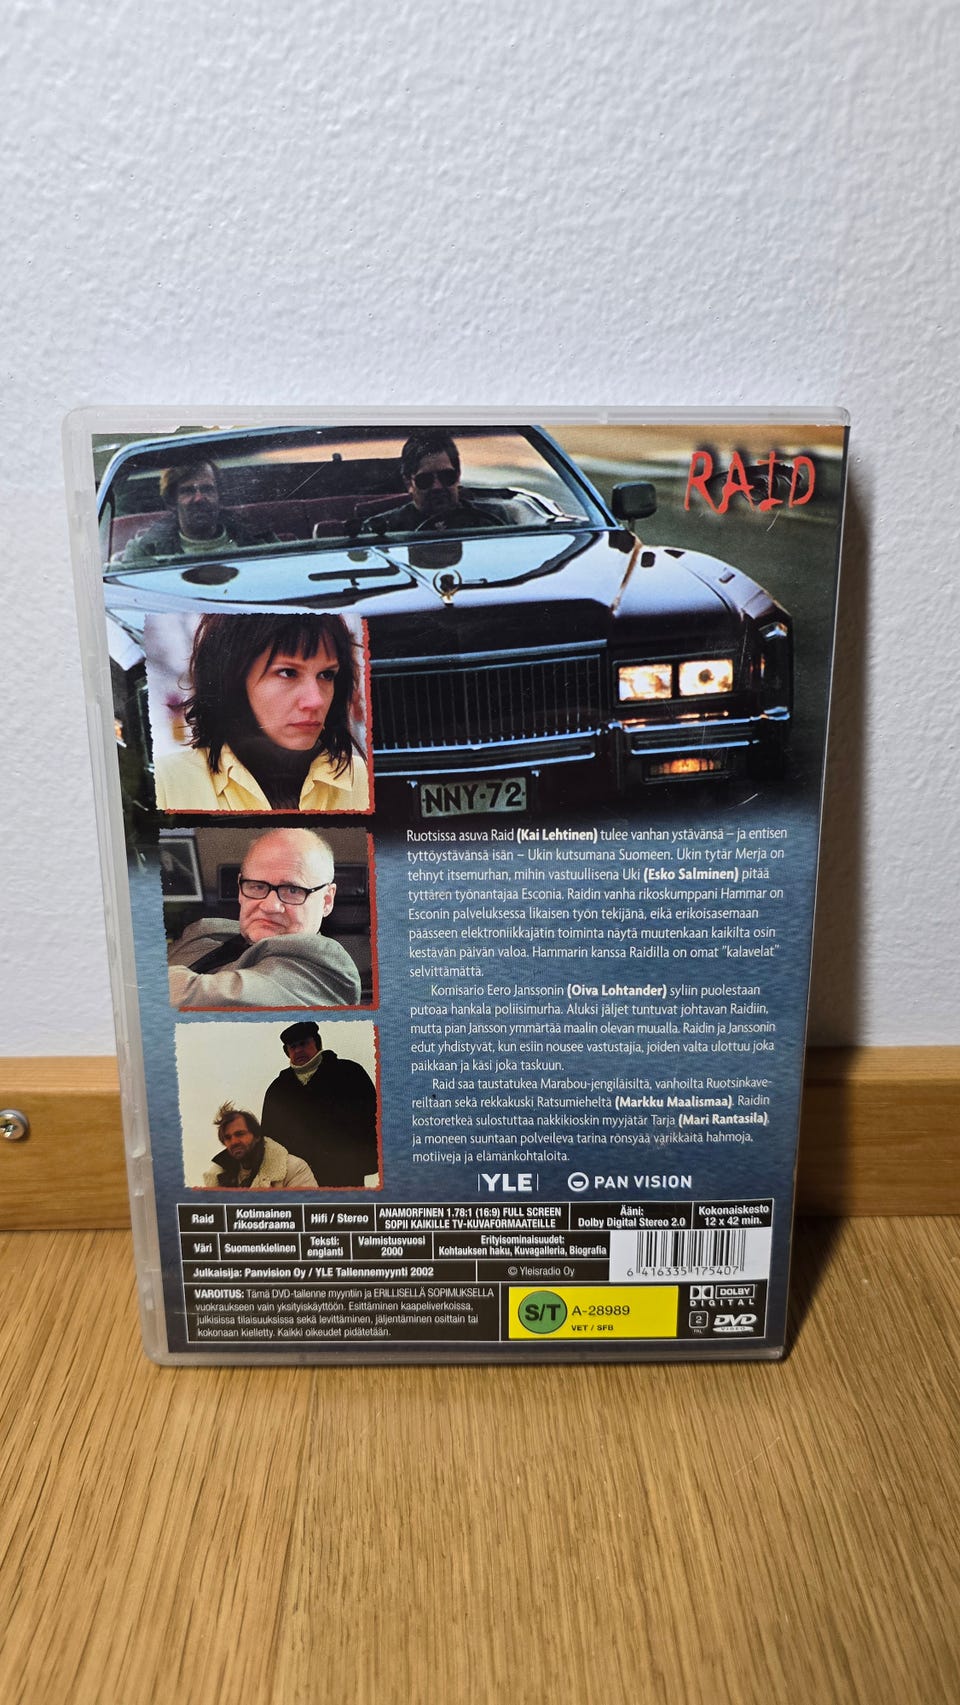 RAID
NNY-72
Ruotsissa asuva Raid (Kai Lehtinen) tulee vanhan ystävänsä – ja entisen
tyttöystävänsä isän – Ukin kutsumana Suomeen. Ukin tytär Merja on
tehnyt itsemurhan, mihin vastuullisena Uki (Esko Salminen) pitää
tyttären työnantajaa Esconia. Raidin vanha rikoskumppani Hammar on
Esconin palveluksessa likaisen työn tekijänä, eikä erikoisasemaan
päässeen elektroniikkajätin toiminta näytä muutenkaan kaikilta osin
kestävän päivän valoa. Hammarin kanssa Raidilla on omat "kalavelat"
selvittämättä.
Komisario Eero Janssonin (Oiva Lohtander) syliin puolestaan
putoaa hankala poliisimurha. Aluksi jäljet tuntuvat johtavan Raidiin,
mutta pian Jansson ymmärtää maalin olevan muualla. Raidin ja Janssonin
edut yhdistyvät, kun esiin nousee vastustajia, joiden valta ulottuu joka
paikkaan ja käsi joka taskuun.
Raid saa taustatukea Marabou-jengiläisiltä, vanhoilta Ruotsinkave-
reiltaan sekä rekkakuski Ratsumieheltä (Markku Maalismaa). Raidin
kostoretkeä sulostuttaa nakkikioskin myyjätär Tarja (Mari Rantasila),
ja moneen suuntaan polveileva tarina rönsyää värikkäitä hahmoja,
motiiveja ja elämänkohtaloita.
YLE PAN VISION
Raid Kotimainen rikosdraama Hifi / Stereo ANAMORFINEN 1.78:1 (16:9) FULL SCREEN SOPII KAIKILLE TV-KUVAFORMAATEILLE Ääni: Dolby Digital Stereo 2.0 Kokonaiskesto 12 x 42 min.
Väri Suomenkielinen Teksti: englanti Valmistusvuosi 2000 Erityisominaisuudet: Kohtauksen haku, Kuvagalleria, Biografia
6 416335 175407
Julkaisija: Panvision Oy / YLE Tallennemyynti 2002 © Yleisradio Oy
VAROITUS: Tämä DVD-tallenne myyntiin ja ERILLISELLÄ SOPIMUKSELLA
vuokraukseen vain yksityiskäyttöön. Esittäminen kaapeliverkoissa,
julkisissa tilaisuuksissa sekä levittäminen, jäljentäminen osittain tai
kokonaan kielletty. Kaikki oikeudet pidätetään.
S/T A-28989
VET / SFB
DOLBY
DIGITAL
2
PAL
DVD
VIDEO